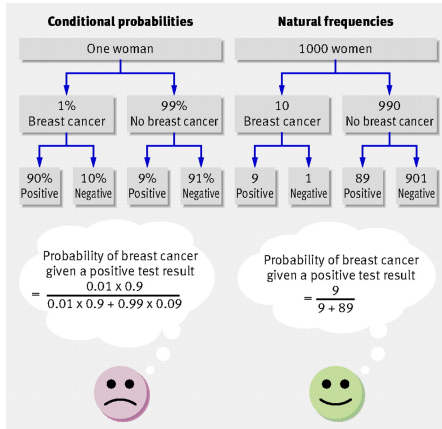 Conditional probabilities
One woman
1%
Breast cancer
99%
No breast cancer
90%
Positive
10%
Negative
9%
Positive
91%
Negative
Probability of breast cancer
given a positive test result
= 0.01 x 0.9
0.01 x 0.9 + 0.99 x 0.09
Natural frequencies
1000 women
10
Breast cancer
990
No breast cancer
9
Positive
1
Negative
89
Positive
901
Negative
Probability of breast cancer
given a positive test result
= 9
9 + 89